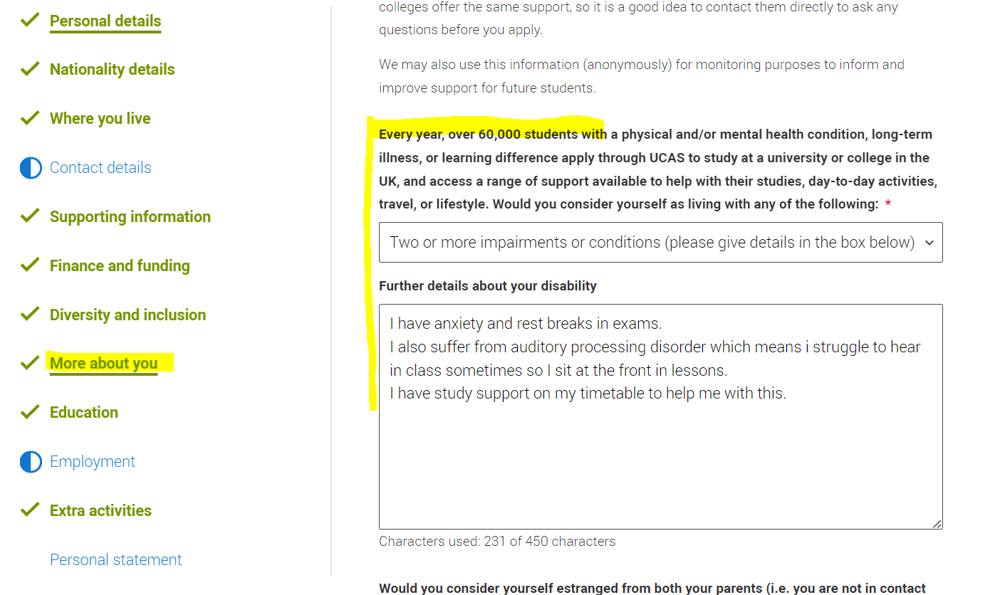 Personal details
Nationality details
Where you live
Contact details
Supporting information
Finance and funding
Diversity and inclusion
More about you
Education
Employment
Extra activities
Personal statement
colleges offer the same support, so it is a good idea to contact them directly to ask any
questions before you apply.
We may also use this information (anonymously) for monitoring purposes to inform and
improve support for future students.
Every year, over 60,000 students with a physical and/or mental health condition, long-term
illness, or learning difference apply through UCAS to study at a university or college in the
UK, and access a range of support available to help with their studies, day-to-day activities,
travel, or lifestyle. Would you consider yourself as living with any of the following: *
Two or more impairments or conditions (please give details in the box below)
Further details about your disability
I have anxiety and rest breaks in exams.
I also suffer from auditory processing disorder which means i struggle to hear
in class sometimes so I sit at the front in lessons.
I have study support on my timetable to help me with this.
Characters used: 231 of 450 characters
Would you consider yourself estranged from both your parents (i.e. you are not in contact